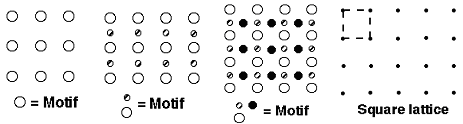 = Motif
= Motif
= Motif
Square lattice